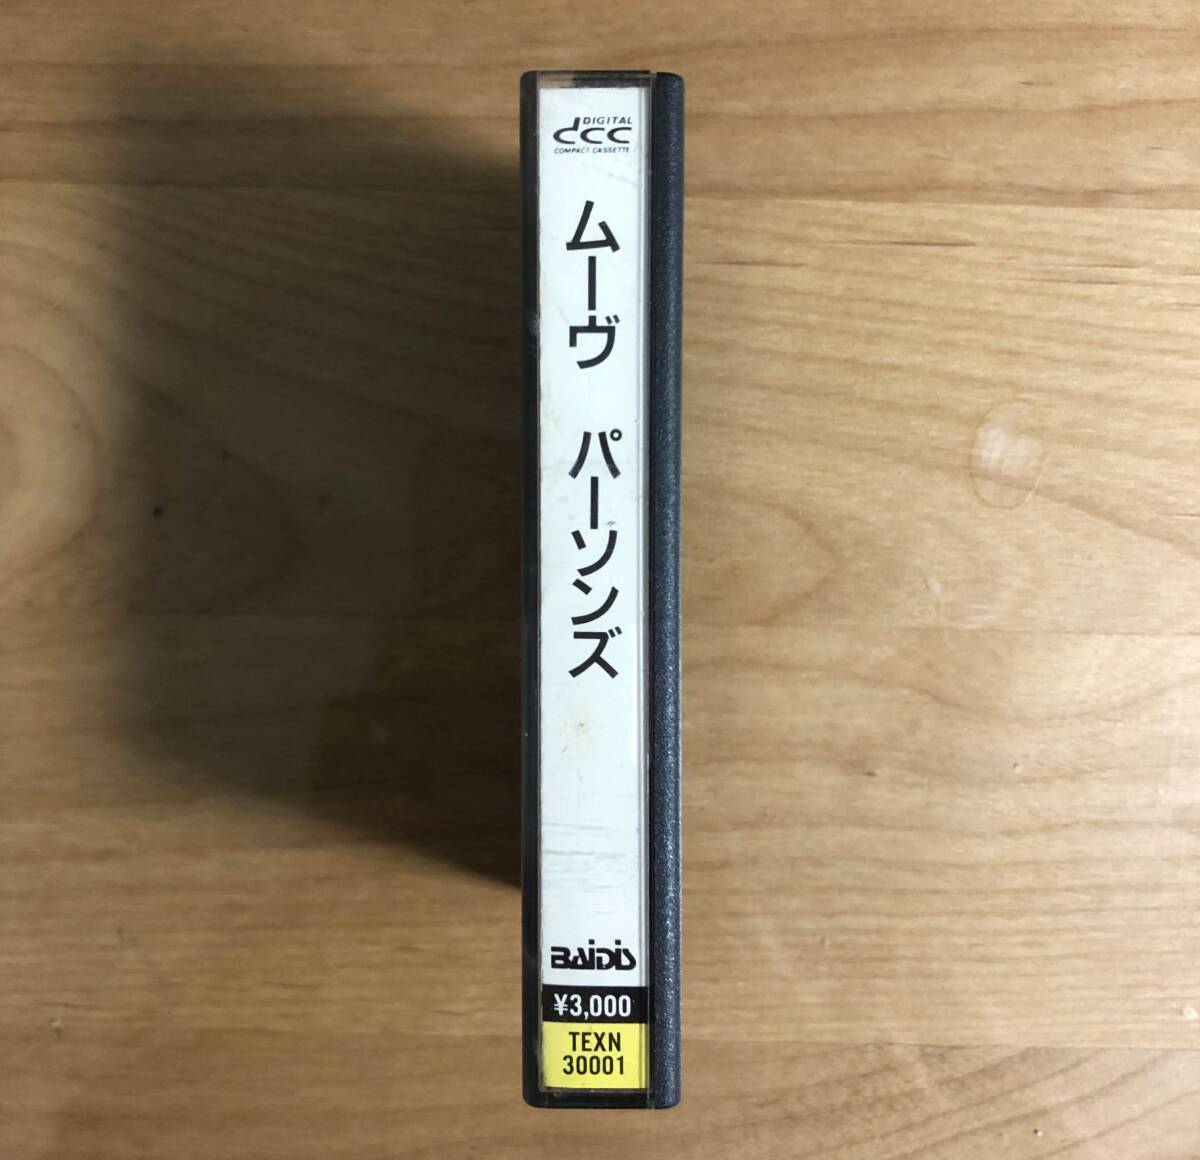 DIGITAL
dcc
COMPACT CASSETTE
ムーヴ パーソンズ
BAIDIS
¥3,000
TEXN
30001